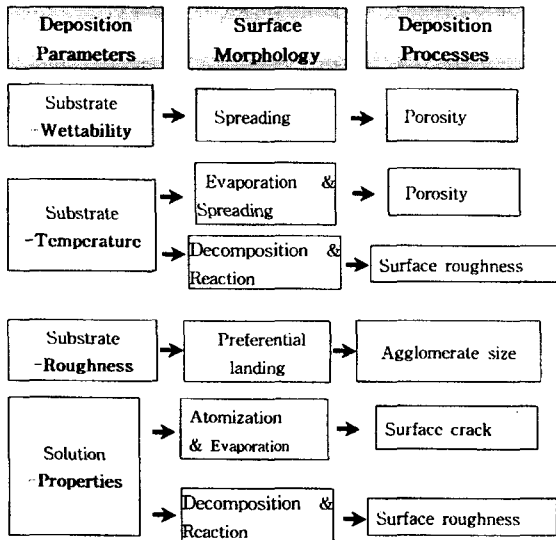 Deposition
Parameters
Surface
Morphology
Deposition
Processes
Substrate
-Wettability
Spreading
Porosity
Substrate
-Temperature
Evaporation &
Spreading
Porosity
Decomposition &
Reaction
Surface roughness
Substrate
-Roughness
Preferential
landing
Agglomerate size
Solution
-Properties
Atomization
& Evaporation
Surface crack
Decomposition &
Reaction
Surface roughness